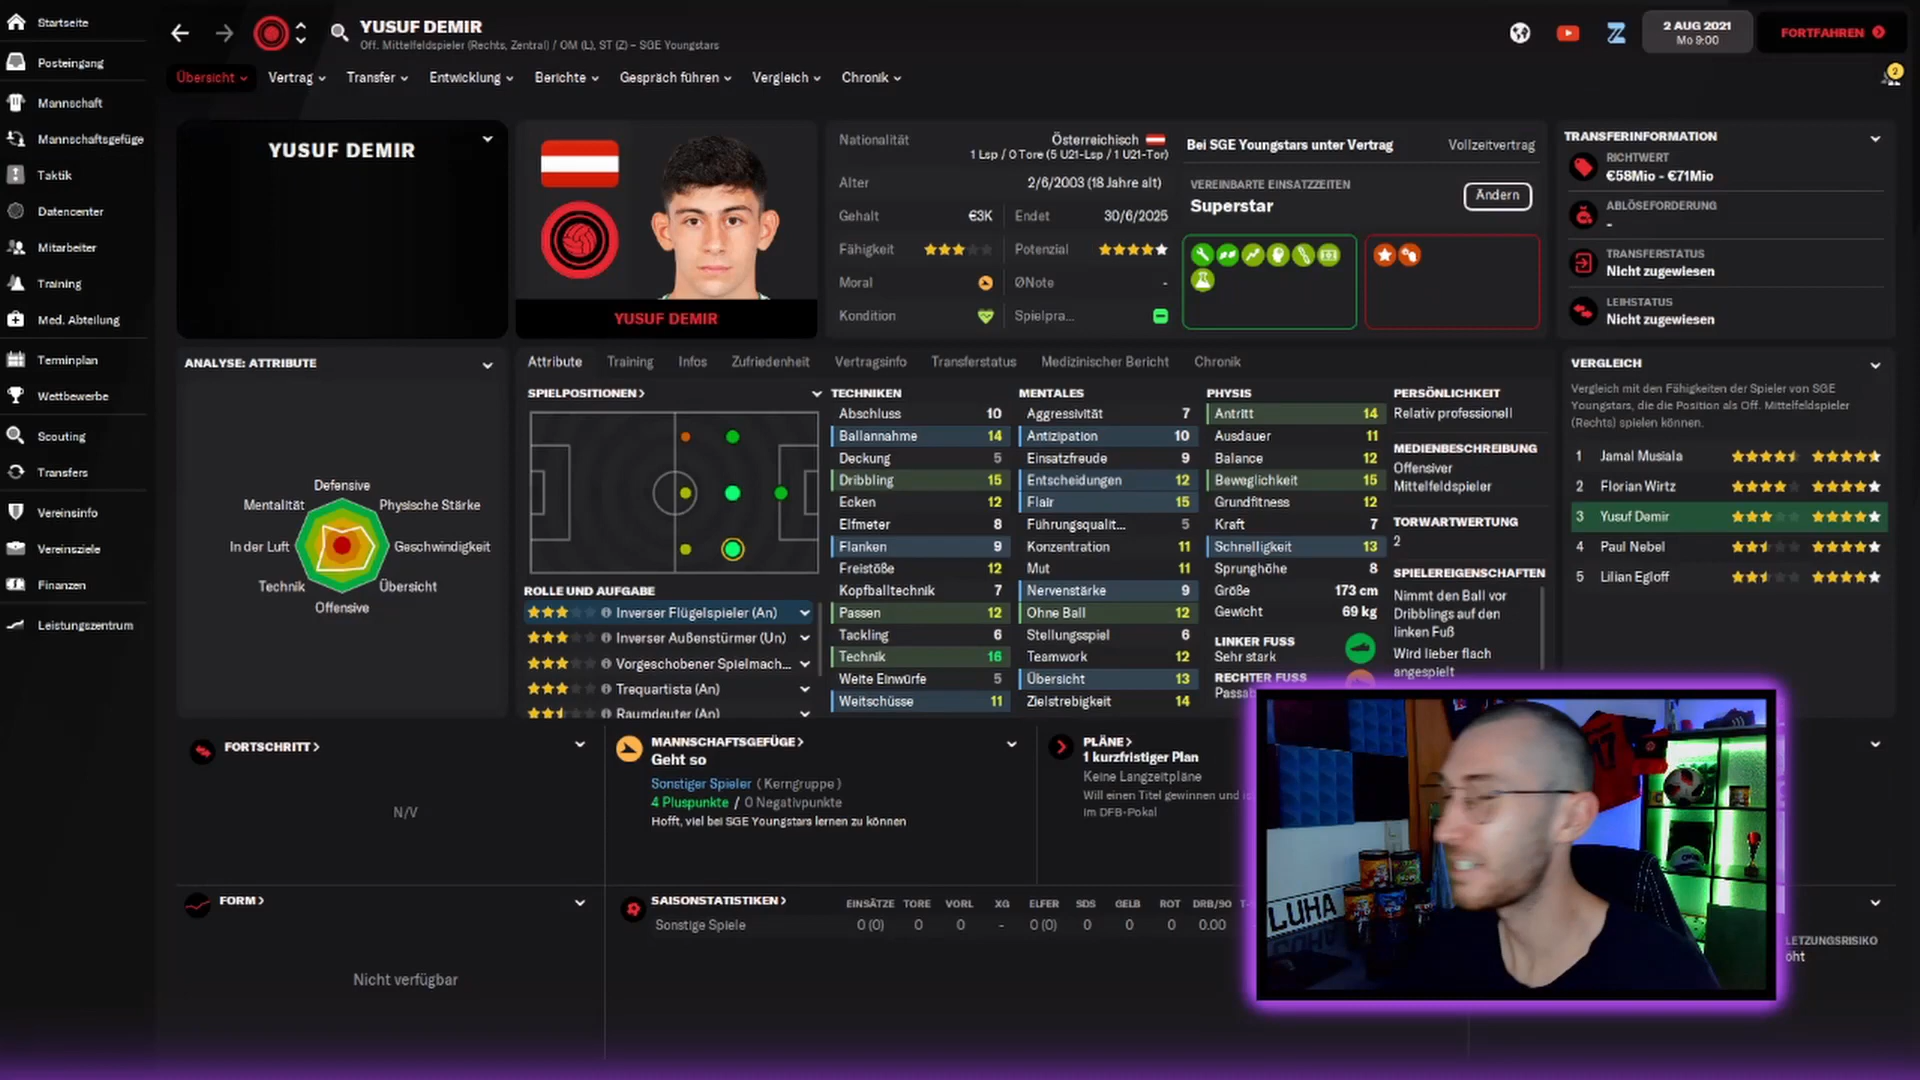 Startseite
Posteingang
Mannschaft
Mannschaftsgefüge
Taktik
Datencenter
Mitarbeiter
Training
Med. Abteilung
Terminplan
Wettbewerbe
Scouting
Transfers
Vereinsinfo
Vereinsziele
Finanzen
Leistungszentrum
YUSUF DEMIR
Off. Mittelfeldspieler (Rechts, Zentral) / OM (L), ST (Z) – SGE Youngstars
2 AUG 2021
Mo 9:00
FORTFAHREN
2
Übersicht Vertrag Transfer Entwicklung Berichte Gespräch führen Vergleich Chronik
YUSUF DEMIR
YUSUF DEMIR
Nationalität Österreichisch
1 Lsp / 0 Tore (5 U21-Lsp / 1 U21-Tor)
Alter 2/6/2003 (18 Jahre alt)
Gehalt €3K Endet 30/6/2025
Fähigkeit Potenzial
Moral ØNote -
Kondition Spielpra...
Bei SGE Youngstars unter Vertrag Vollzeitvertrag
VEREINBARTE EINSATZZEITEN
Superstar Ändern
TRANSFERINFORMATION
RICHTWERT
€58Mio - €71Mio
ABLÖSEFORDERUNG
-
TRANSFERSTATUS
Nicht zugewiesen
LEIHSTATUS
Nicht zugewiesen
ANALYSE: ATTRIBUTE
Defensive
Mentalität Physische Stärke
In der Luft Geschwindigkeit
Technik Übersicht
Offensive
Attribute Training Infos Zufriedenheit Vertragsinfo Transferstatus Medizinischer Bericht Chronik
SPIELPOSITIONEN
ROLLE UND AUFGABE
Inverser Flügelspieler (An)
Inverser Außenstürmer (Un)
Vorgeschobener Spielmach...
Trequartista (An)
Raumdeuter (An)
TECHNIKEN
Abschluss 10
Ballannahme 14
Deckung 5
Dribbling 15
Ecken 12
Elfmeter 8
Flanken 9
Freistöße 12
Kopfballtechnik 7
Passen 12
Tackling 6
Technik 16
Weite Einwürfe 5
Weitschüsse 11
MENTALES
Aggressivität 7
Antizipation 10
Einsatzfreude 9
Entscheidungen 12
Flair 15
Führungsqualit... 5
Konzentration 11
Mut 11
Nervenstärke 9
Ohne Ball 12
Stellungsspiel 6
Teamwork 12
Übersicht 13
Zielstrebigkeit 14
PHYSIS
Antritt 14
Ausdauer 11
Balance 12
Beweglichkeit 15
Grundfitness 12
Kraft 7
Schnelligkeit 13
Sprunghöhe 8
Größe 173 cm
Gewicht 69 kg
LINKER FUSS
Sehr stark
RECHTER FUSS
Passa
PERSÖNLICHKEIT
Relativ professionell
MEDIENBESCHREIBUNG
Offensiver
Mittelfeldspieler
TORWARTWERTUNG
2
SPIELEREIGENSCHAFTEN
Nimmt den Ball vor
Dribblings auf den
linken Fuß
Wird lieber flach
angespielt
VERGLEICH
Vergleich mit den Fähigkeiten der Spieler von SGE
Youngstars, die die Position als Off. Mittelfeldspieler
(Rechts) spielen können.
1 Jamal Musiala
2 Florian Wirtz
3 Yusuf Demir
4 Paul Nebel
5 Lilian Egloff
FORTSCHRITT
N/V
MANNSCHAFTSGEFÜGE
Geht so
Sonstiger Spieler ( Kerngruppe )
4 Pluspunkte / 0 Negativpunkte
Hofft, viel bei SGE Youngstars lernen zu können
PLÄNE
1 kurzfristiger Plan
Keine Langzeitpläne
Will einen Titel gewinnen und
im DFB-Pokal
FORM
Nicht verfügbar
SAISONSTATISTIKEN EINSÄTZE TORE VORL XG ELFER SDS GELB ROT DRB/90
Sonstige Spiele 0 (0) 0 0 - 0 (0) 0 0 0 0.00
LETZUNGSRISIKO
öht
LUHA
17